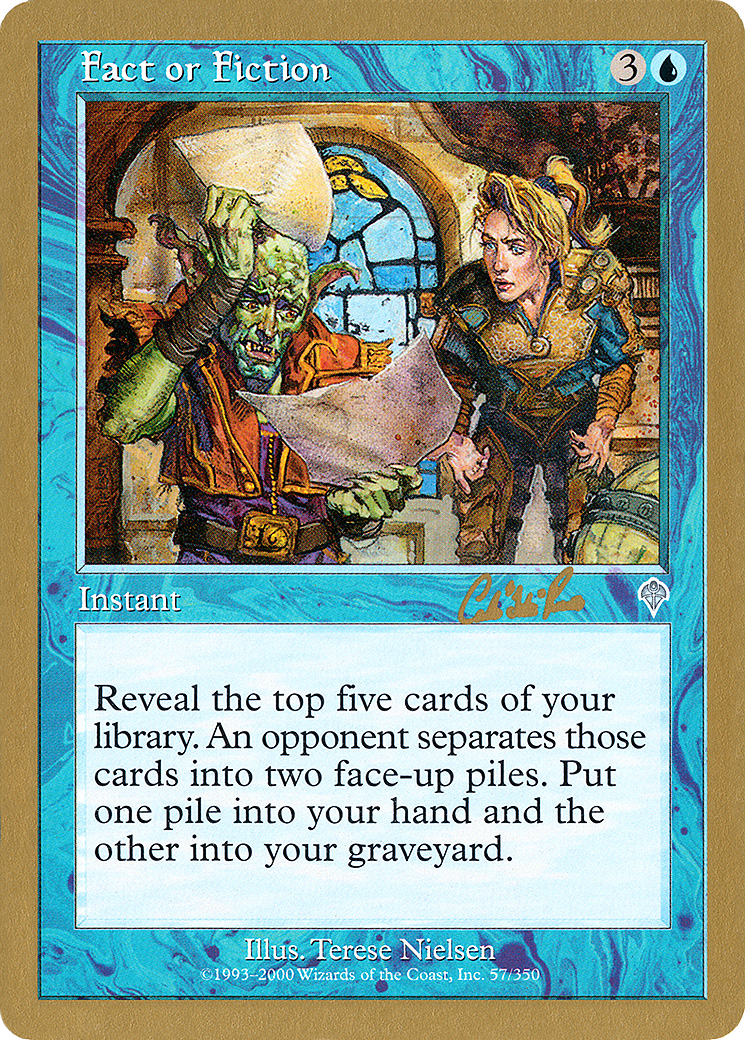 Fact or Fiction
3
Instant
Reveal the top five cards of your
library. An opponent separates those
cards into two face-up piles. Put
one pile into your hand and the
other into your graveyard.
Illus. Terese Nielsen
©1993–2000 Wizards of the Coast, Inc. 57/350